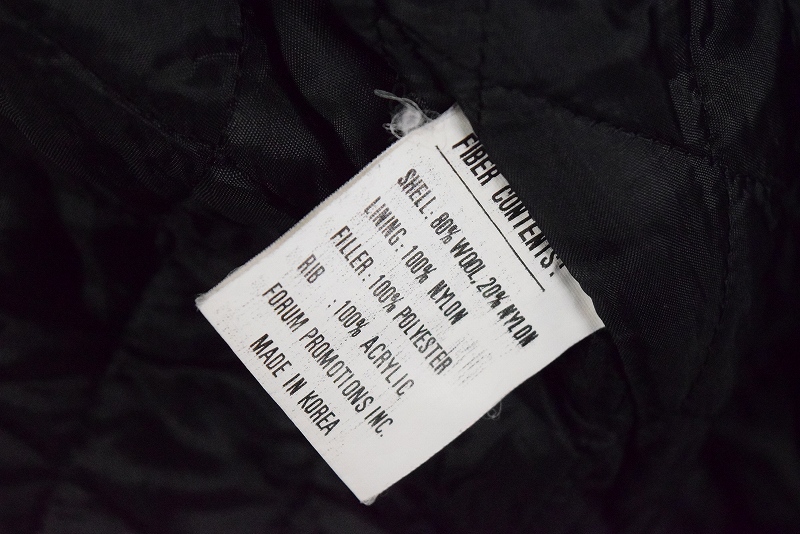 FIBER CONTENTS:
SHELL: 80% WOOL, 20% NYLON
LINING: 100% NYLON
FILLER: 100% POLYESTER
RIB : 100% ACRYLIC
FORUM PROMOTIONS INC.
MADE IN KOREA